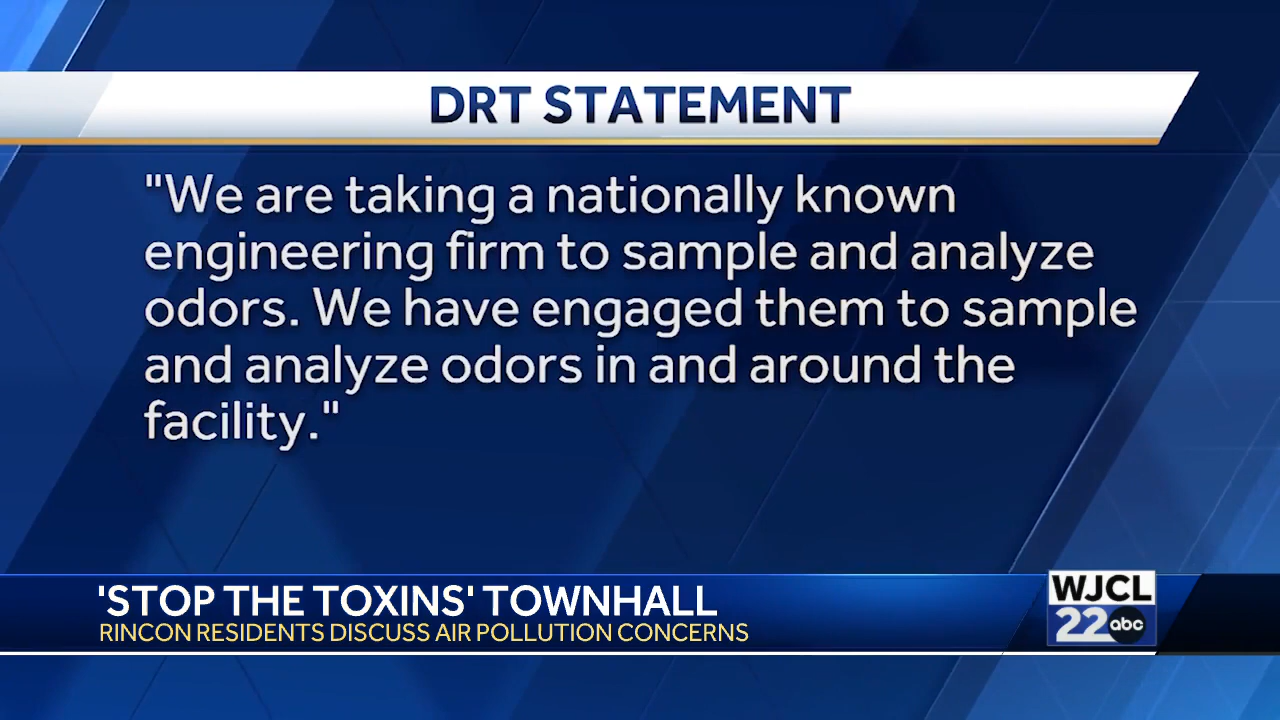 DRT STATEMENT
"We are taking a nationally known
engineering firm to sample and analyze
odors. We have engaged them to sample
and analyze odors in and around the
facility."
'STOP THE TOXINS' TOWNHALL
RINCON RESIDENTS DISCUSS AIR POLLUTION CONCERNS
WJCL
22 abc